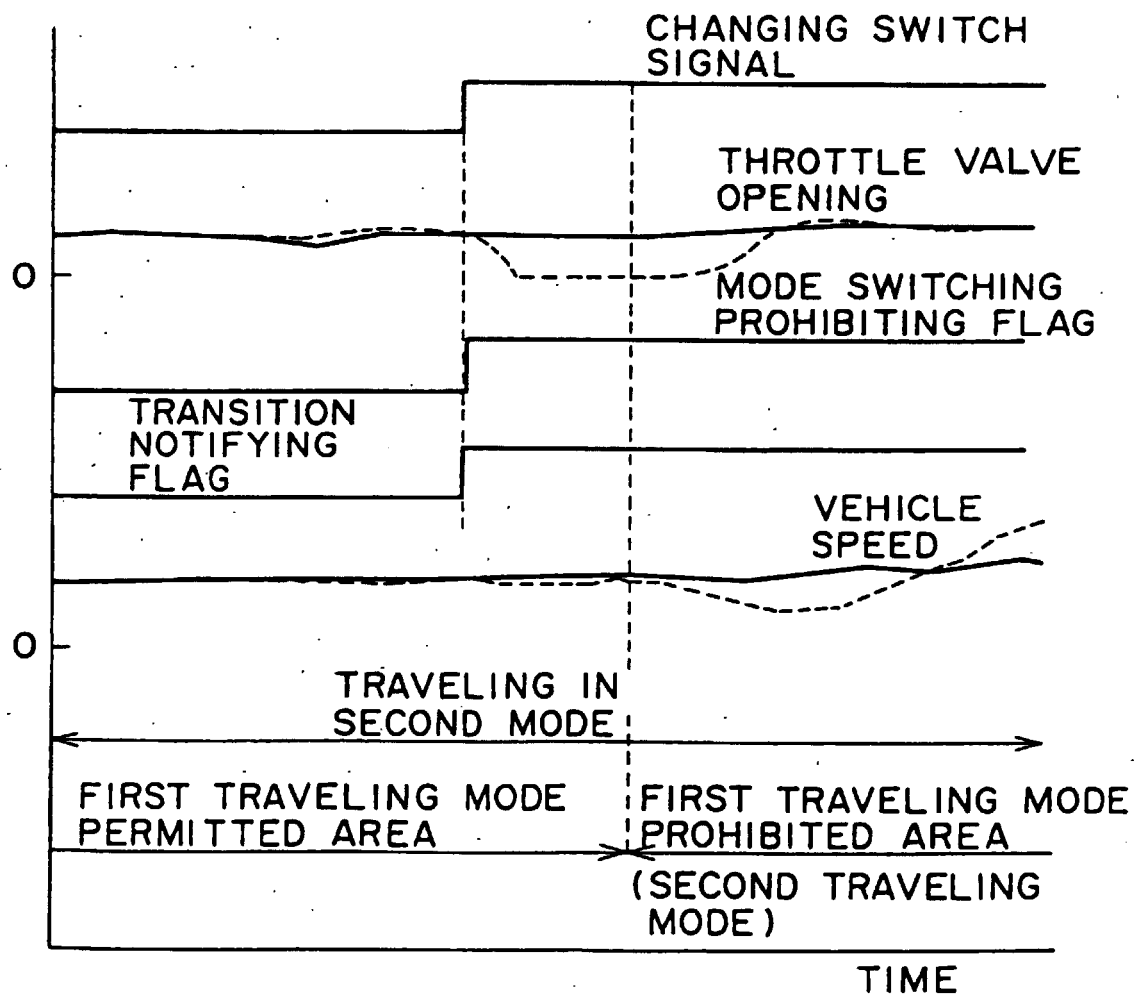 CHANGING SWITCH
SIGNAL
THROTTLE VALVE
OPENING
0
MODE SWITCHING
PROHIBITING FLAG
TRANSITION
NOTIFYING
FLAG
VEHICLE
SPEED
0
TRAVELING IN
SECOND MODE
FIRST TRAVELING MODE
PERMITTED AREA
FIRST TRAVELING MODE
PROHIBITED AREA
(SECOND TRAVELING
MODE)
TIME